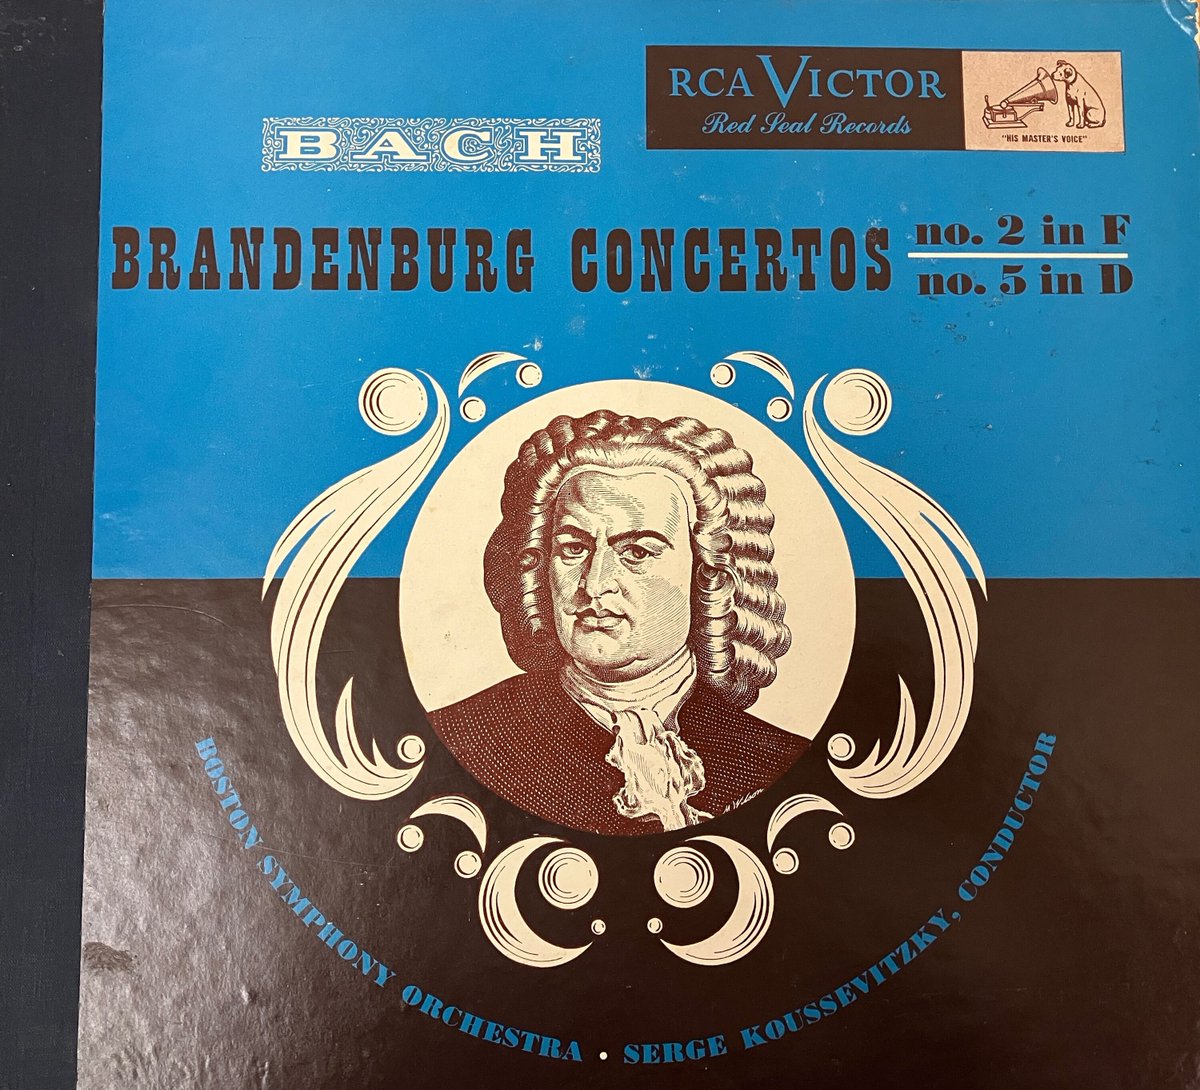 RCA VICTOR
Red Seal Records
"HIS MASTER'S VOICE"
BACH
BRANDENBURG CONCERTOS
no. 2 in F
no. 5 in D
M Wilson
BOSTON SYMPHONY ORCHESTRA • SERGE KOUSSEVITZKY, CONDUCTOR